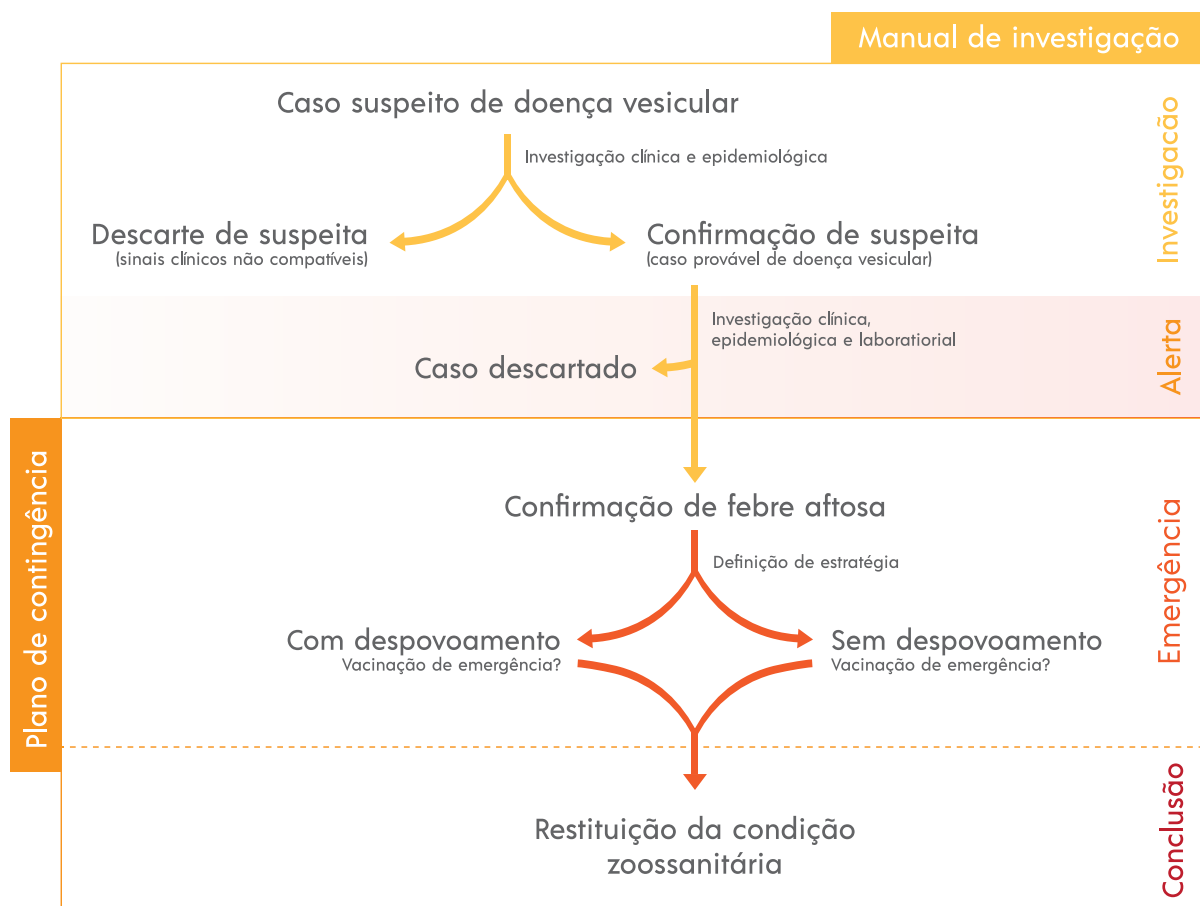 Manual de investigação
Caso suspeito de doença vesicular
Investigação clínica e epidemiológica
Descarte de suspeita
(sinais clínicos não compatíveis)
Confirmação de suspeita
(caso provável de doença vesicular)
Investigacão
Investigação clínica,
epidemiológica e laboratiorial
Caso descartado
Alerta
Plano de contingência
Confirmação de febre aftosa
Definição de estratégia
Com despovoamento
Vacinação de emergência?
Sem despovoamento
Vacinação de emergência?
Emergência
Restituição da condição
zoossanitária
Conclusão